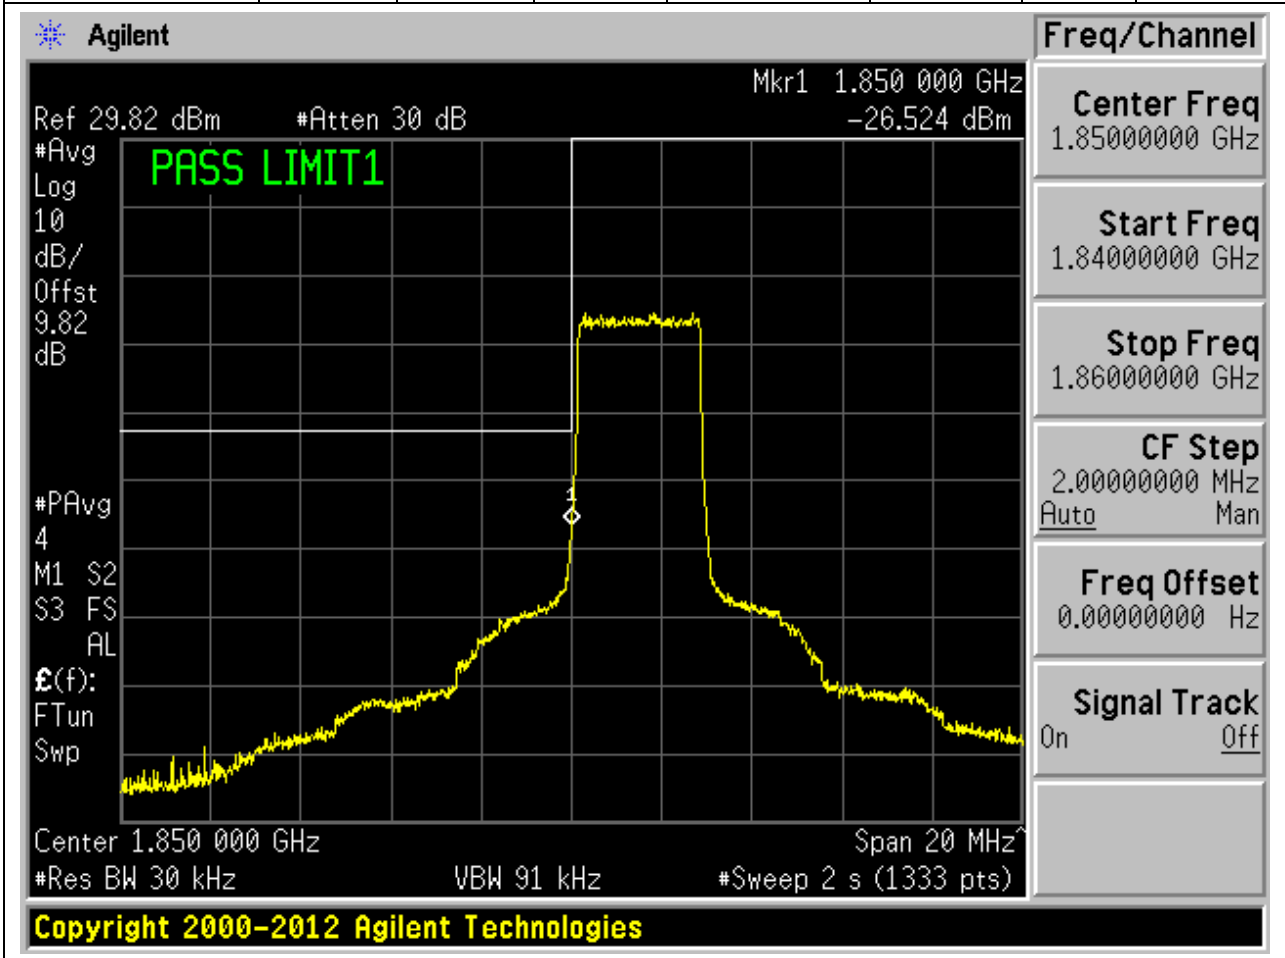 Agilent
Freq/Channel
Mkr1 1.850 000 GHz
Ref 29.82 dBm #Atten 30 dB -26.524 dBm
#Avg
Log
10
dB/
Offst
9.82
dB
PASS LIMIT1
1
#PAvg
4
M1 S2
S3 FS
AL
£(f):
FTun
Swp
Center 1.850 000 GHz Span 20 MHz^
#Res BW 30 kHz VBW 91 kHz #Sweep 2 s (1333 pts)
Center Freq
1.85000000 GHz
Start Freq
1.84000000 GHz
Stop Freq
1.86000000 GHz
CF Step
2.00000000 MHz
Auto Man
Freq Offset
0.00000000 Hz
Signal Track
On Off
Copyright 2000-2012 Agilent Technologies